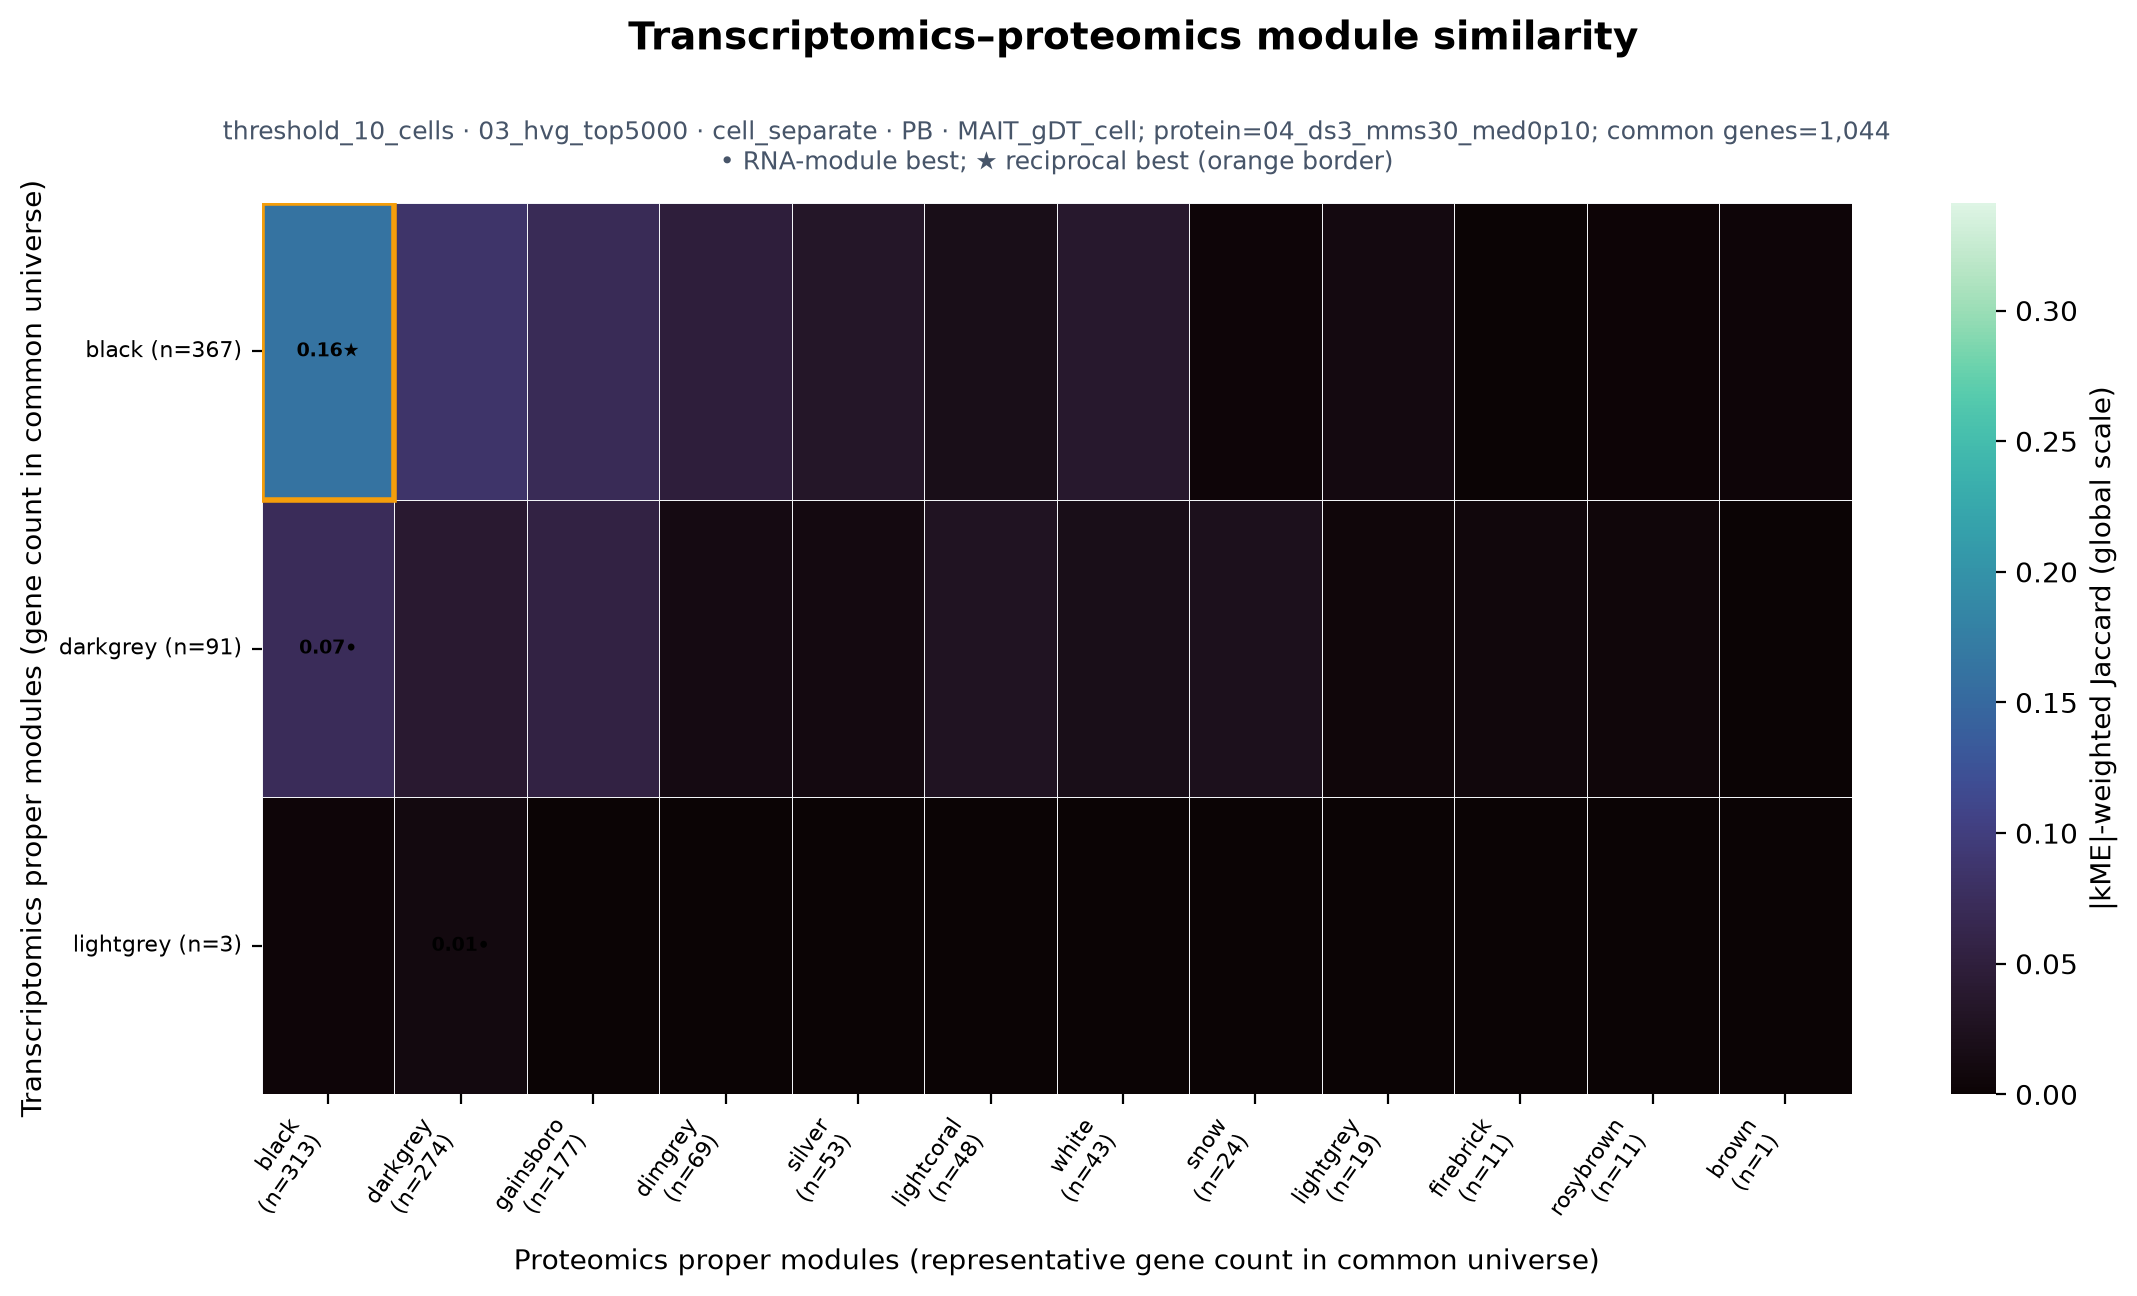 Transcriptomics–proteomics module similarity
threshold_10_cells · 03_hvg_top5000 · cell_separate · PB · MAIT_gDT_cell; protein=04_ds3_mms30_med0p10; common genes=1,044
• RNA-module best; ★ reciprocal best (orange border)
Transcriptomics proper modules (gene count in common universe)
black (n=367)
darkgrey (n=91)
lightgrey (n=3)
0.16★
0.07•
0.01•
black
(n=313)
darkgrey
(n=274)
gainsboro
(n=177)
dimgrey
(n=69)
silver
(n=53)
lightcoral
(n=48)
white
(n=43)
snow
(n=24)
lightgrey
(n=19)
firebrick
(n=11)
rosybrown
(n=11)
brown
(n=1)
Proteomics proper modules (representative gene count in common universe)
0.30
0.25
0.20
0.15
0.10
0.05
0.00
|kME|-weighted Jaccard (global scale)